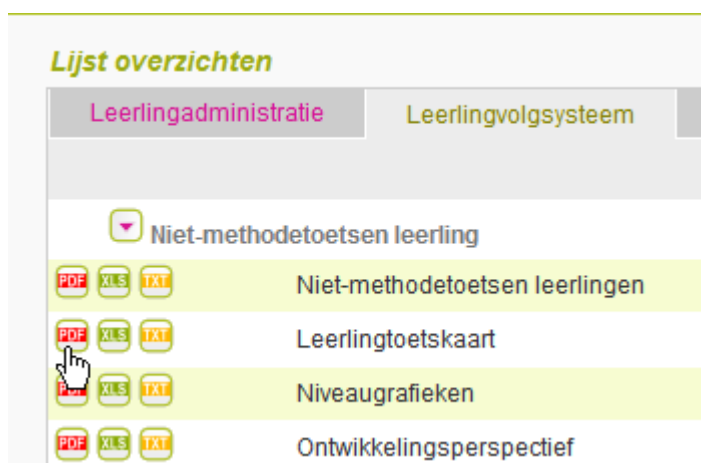 Lijst overzichten
Leerlingadministratie Leerlingvolgsysteem
Niet-methodetoetsen leerling
PDF XLS TXT Niet-methodetoetsen leerlingen
PDF XLS TXT Leerlingtoetskaart
PDF XLS TXT Niveaugrafieken
PDF XLS TXT Ontwikkelingsperspectief